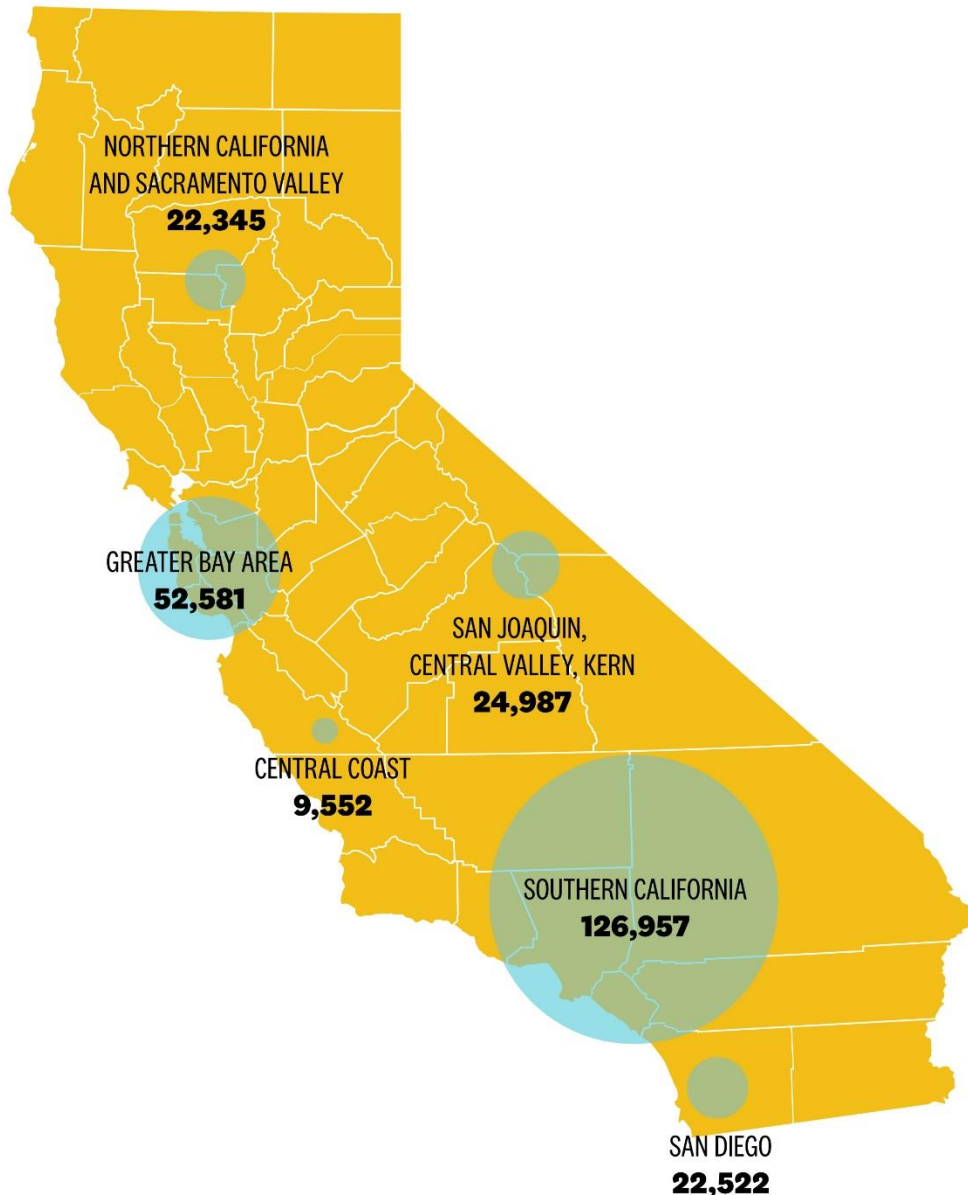 NORTHERN CALIFORNIA
AND SACRAMENTO VALLEY
22,345
GREATER BAY AREA
52,581
SAN JOAQUIN,
CENTRAL VALLEY, KERN
24,987
CENTRAL COAST
9,552
SOUTHERN CALIFORNIA
126,957
SAN DIEGO
22,522